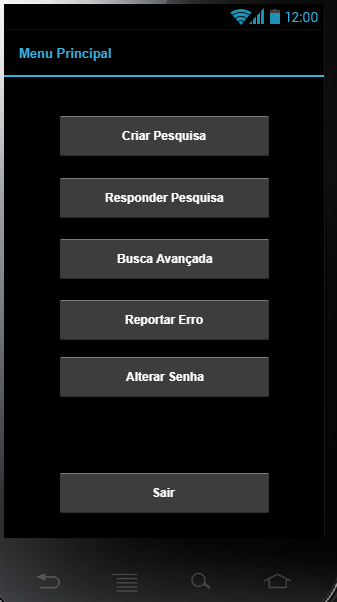 12:00
Menu Principal
Criar Pesquisa
Responder Pesquisa
Busca Avançada
Reportar Erro
Alterar Senha
Sair